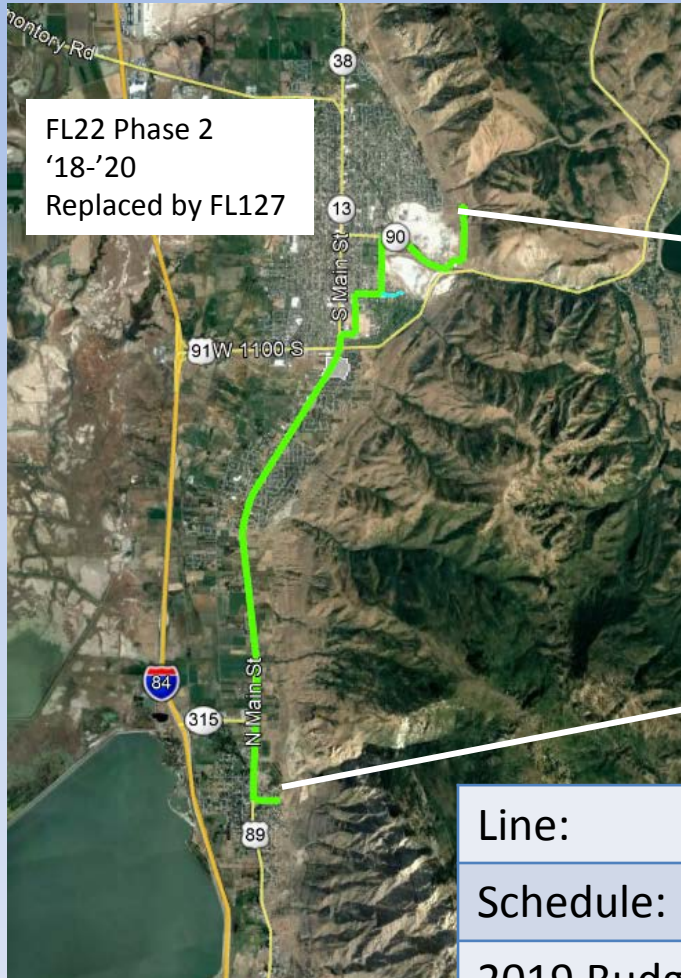 montory Rd
38
FL22 Phase 2
‘18-’20
Replaced by FL127
13
90
S Main St
91
W 1100 S
N Main St
84
315
89
Line:
Schedule:
2019 Budg